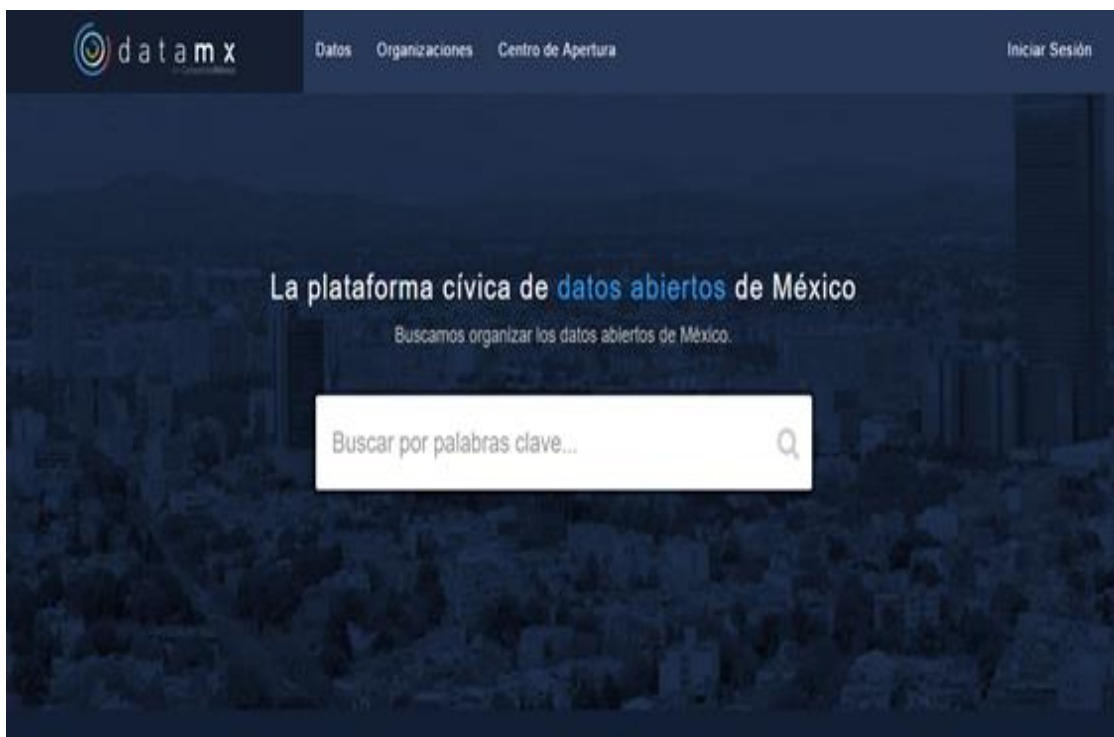 datamx
Datos Organizaciones Centro de Apertura Iniciar Sesión
La plataforma cívica de datos abiertos de México
Buscamos organizar los datos abiertos de México.
Buscar por palabras clave...